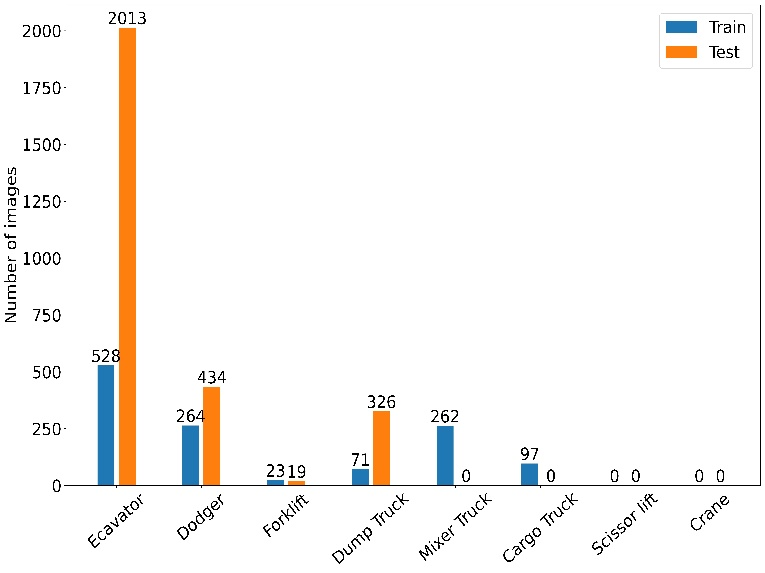 2013
Train
Test
2000
1750
1500
1250
1000
750
500
250
0
Number of images
528
264
434
23
19
71
326
262
0
97
0
0
0
0
0
Ecavator
Dodger
Forklift
Dump Truck
Mixer Truck
Cargo Truck
Scissor lift
Crane